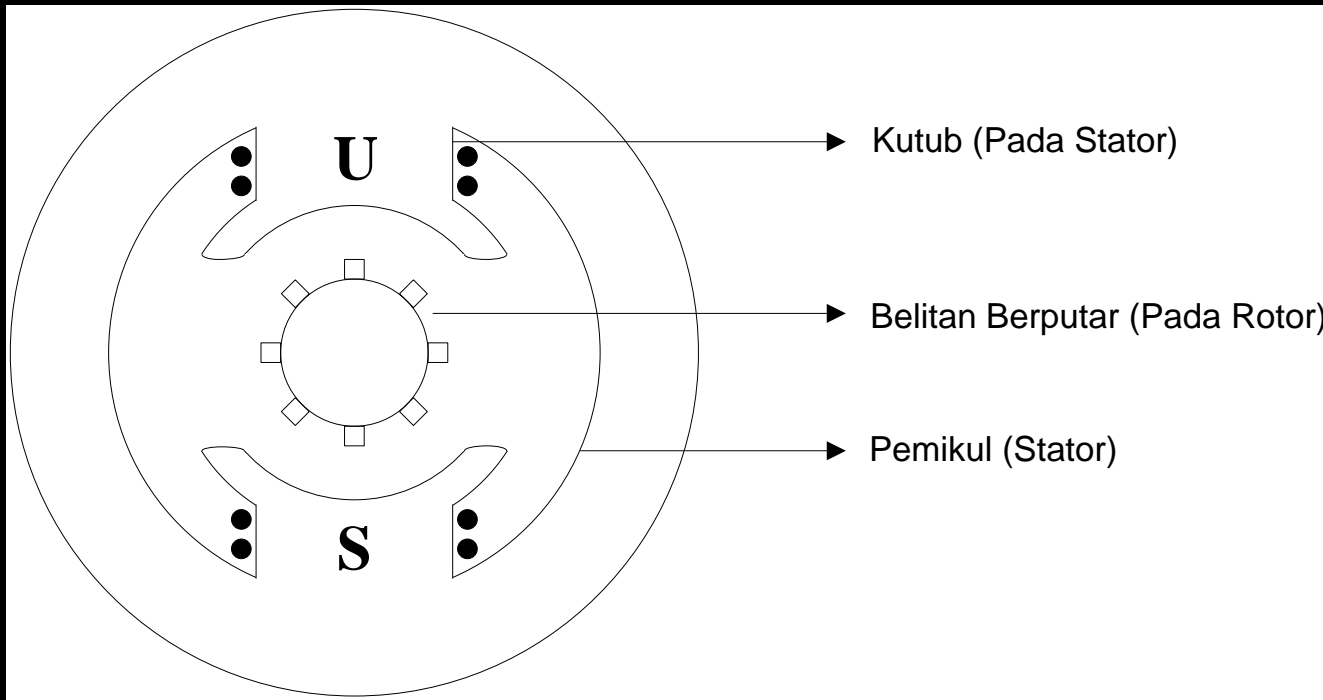 U
Kutub (Pada Stator)
Belitan Berputar (Pada Rotor)
Pemikul (Stator)
S